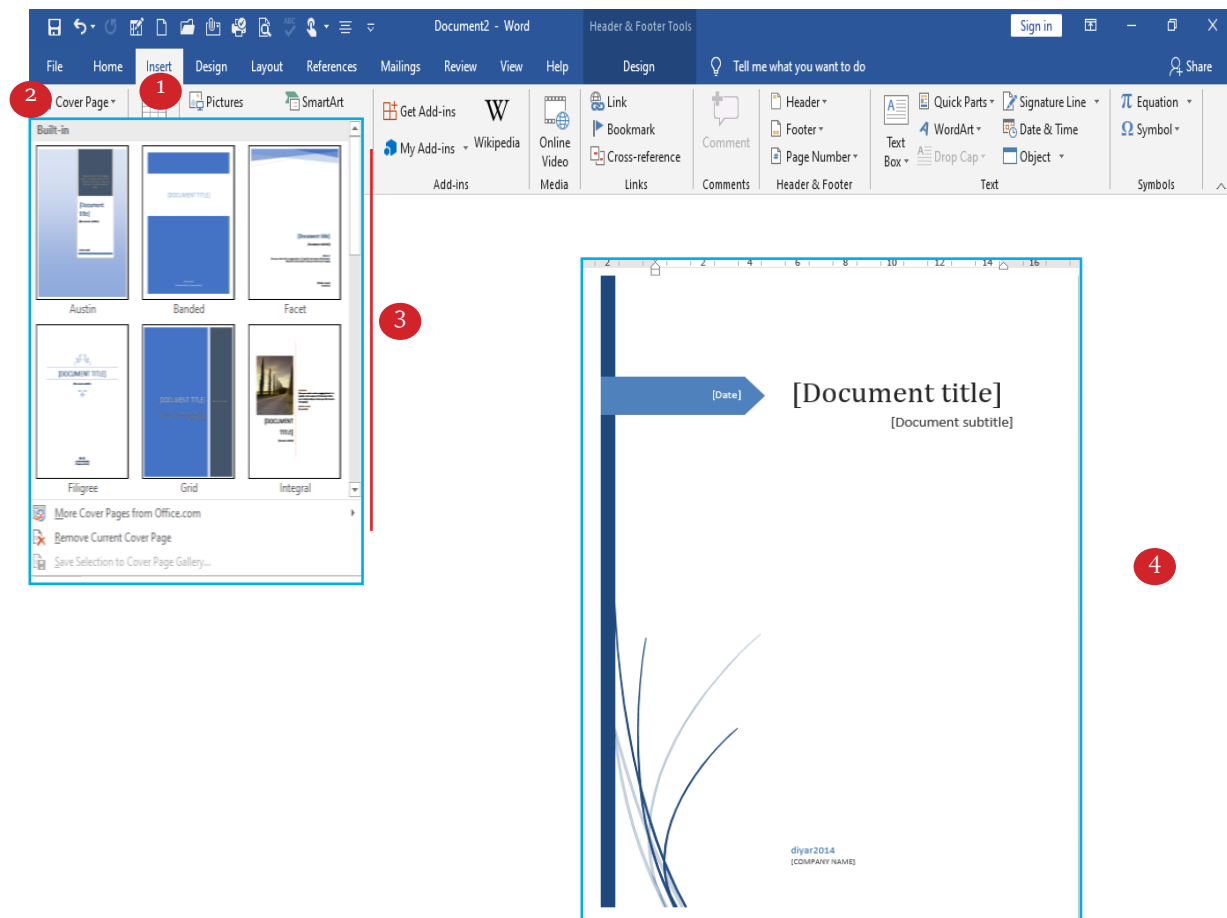 Document2 - Word
Header & Footer Tools
Sign in
File Home Insert Design Layout References Mailings Review View Help Design Tell me what you want to do Share
1
2
Cover Page
Pictures
SmartArt
Get Add-ins
My Add-ins
Wikipedia
Add-ins
Online
Video
Media
Link
Bookmark
Cross-reference
Links
Comment
Comments
Header
Footer
Page Number
Header & Footer
Text
Box
Quick Parts
WordArt
Drop Cap
Signature Line
Date & Time
Object
Text
Equation
Symbol
Symbols
Built-in
[Document
title]
[DOCUMENT TITLE]
[Document title]
Austin Banded Facet
[DOCUMENT TITLE]
[DOCUMENT TITLE]
[DOCUMENT
TITLE]
Filigree Grid Integral
More Cover Pages from Office.com
Remove Current Cover Page
Save Selection to Cover Page Gallery...
3
2 2 4 6 8 10 12 14 16
[Date]
[Document title]
[Document subtitle]
4
diyar2014
[COMPANY NAME]